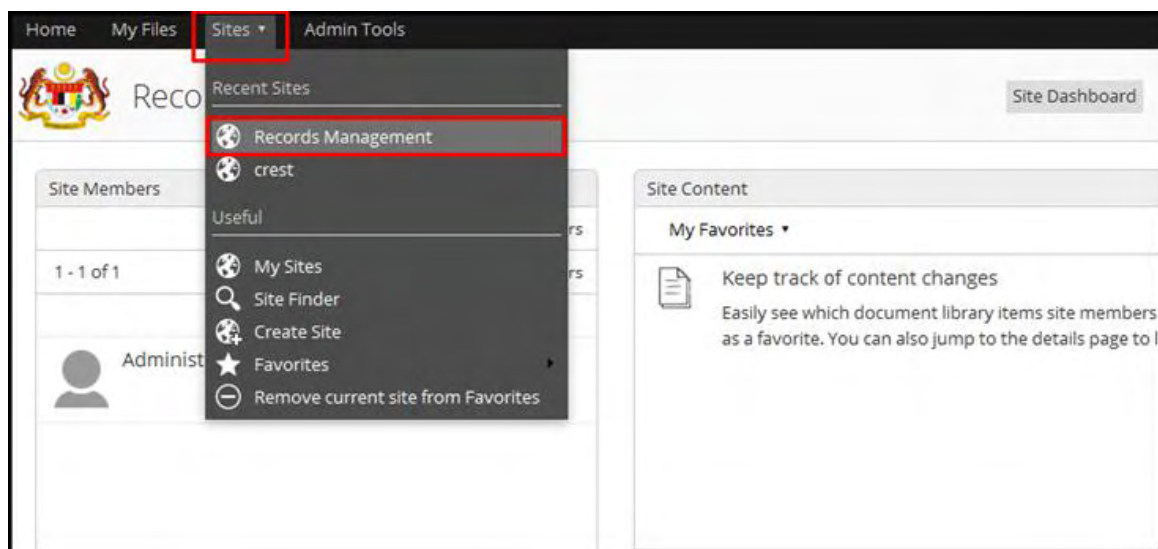 Home My Files Sites Admin Tools
Reco
Site Dashboard
Recent Sites
Records Management
crest
Useful
My Sites
Site Finder
Create Site
Favorites
Remove current site from Favorites
Site Members
rs
1 - 1 of 1
rs
Administ
Site Content
My Favorites
Keep track of content changes
Easily see which document library items site members
as a favorite. You can also jump to the details page to l